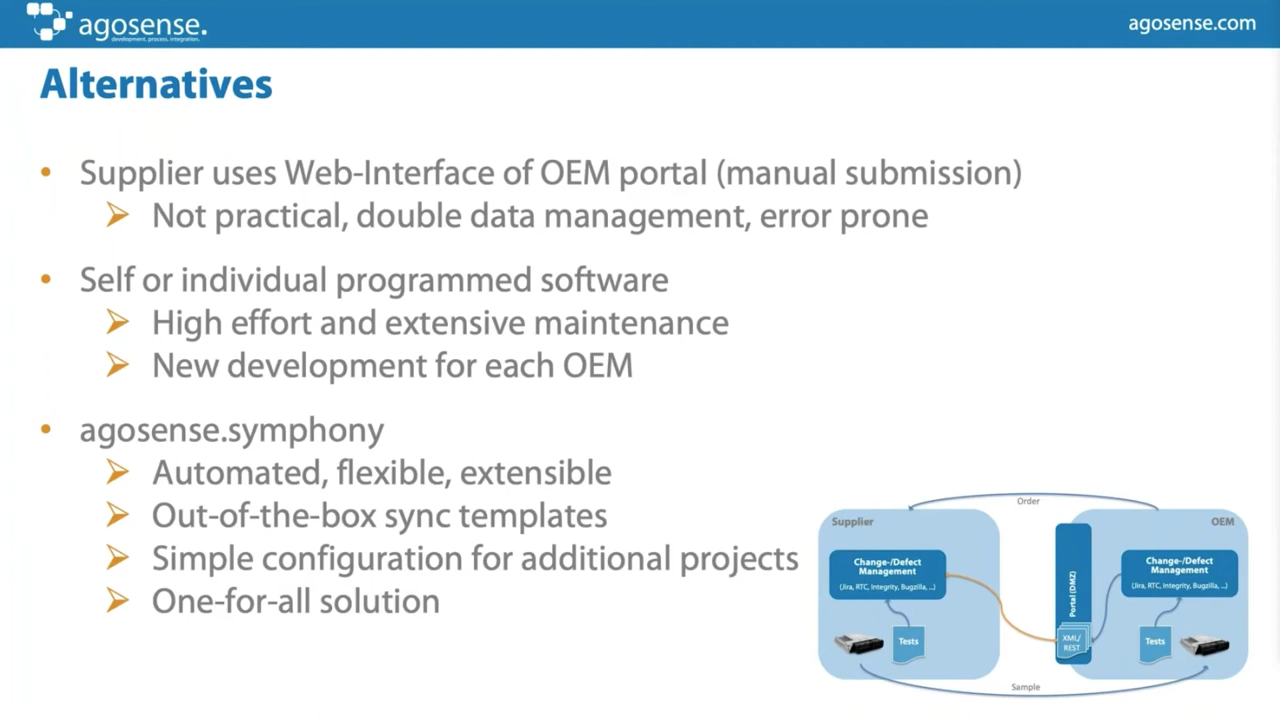 agosense.
development. process. integration.
agosense.com
Alternatives
• Supplier uses Web-Interface of OEM portal (manual submission)
Not practical, double data management, error prone
• Self or individual programmed software
High effort and extensive maintenance
New development for each OEM
• agosense.symphony
Automated, flexible, extensible
Out-of-the-box sync templates
Simple configuration for additional projects
One-for-all solution
Order
Supplier
OEM
Change-/Defect
Management
(Jira, RTC, Integrity, Bugzilla, ...)
Portal (DMZ)
Change-/Defect
Management
(Jira, RTC, Integrity, Bugzilla, ...)
Tests
XML/
REST
Tests
Sample